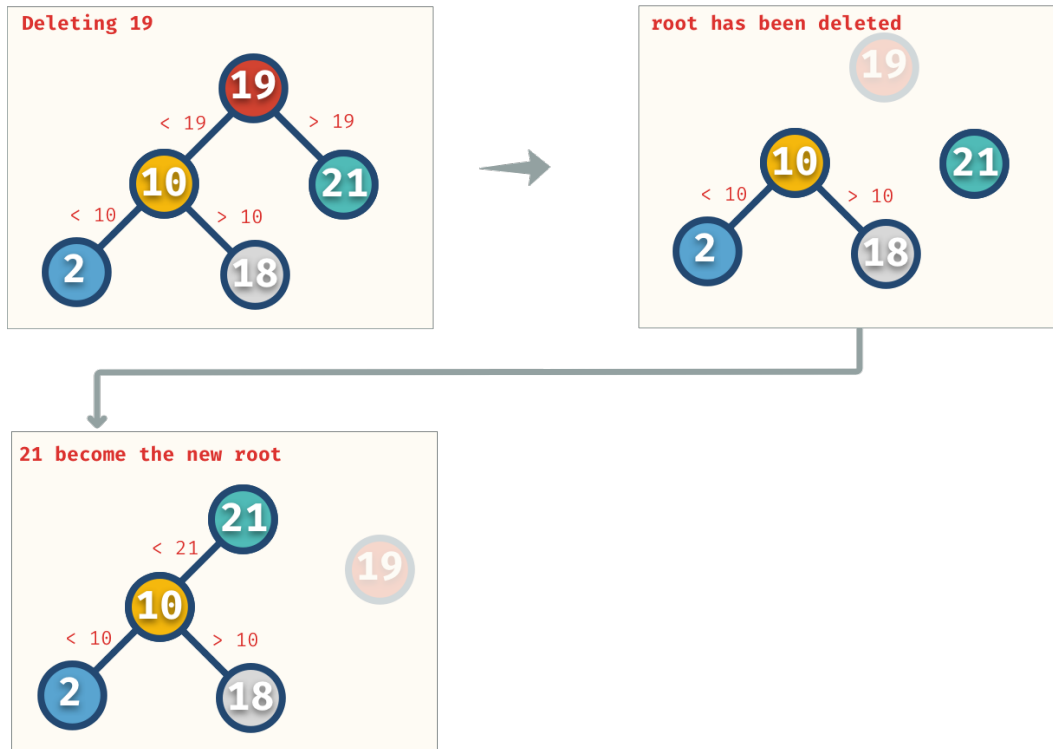 Deleting 19
19
< 19 > 19
10 21
< 10 > 10
2 18
root has been deleted
19
10 21
< 10 > 10
2 18
21 become the new root
21
< 21
19
10
< 10 > 10
2 18